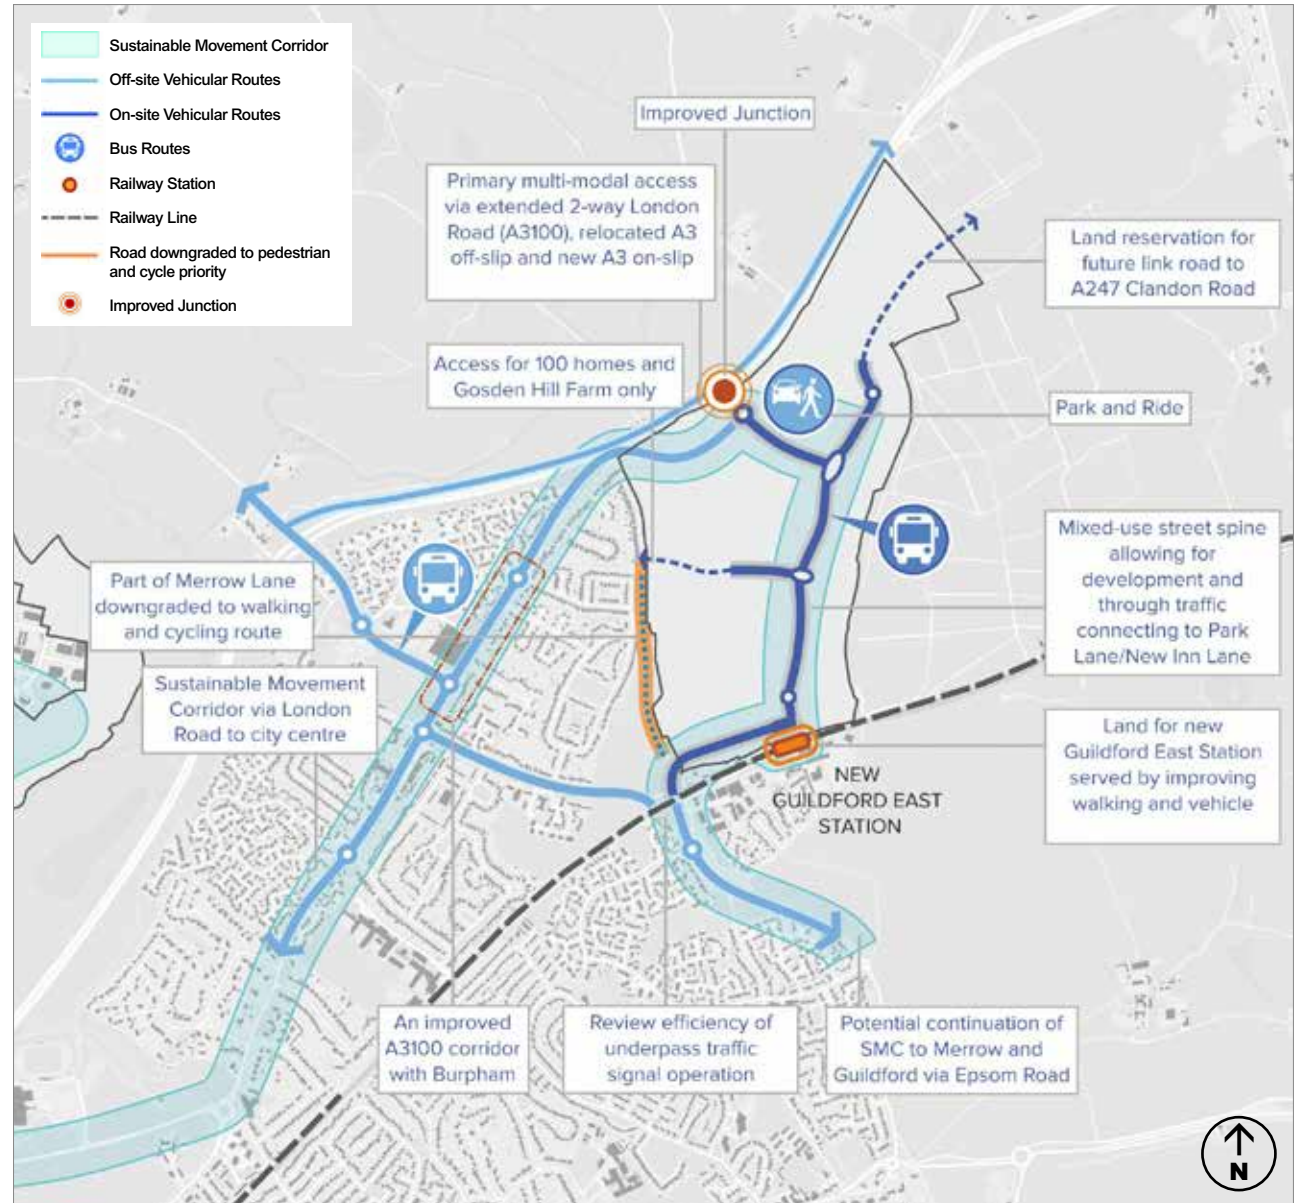 Sustainable Movement Corridor
Off-site Vehicular Routes
On-site Vehicular Routes
Bus Routes
Railway Station
Railway Line
Road downgraded to pedestrian
and cycle priority
Improved Junction
Improved Junction
Primary multi-modal access
via extended 2-way London
Road (A3100), relocated A3
off-slip and new A3 on-slip
Land reservation for
future link road to
A247 Clandon Road
Access for 100 homes and
Gosden Hill Farm only
Park and Ride
Mixed-use street spine
allowing for
development and
through traffic
connecting to Park
Lane/New Inn Lane
Part of Merrow Lane
downgraded to walking
and cycling route
Sustainable Movement
Corridor via London
Road to city centre
Land for new
Guildford East Station
served by improving
walking and vehicle
NEW
GUILDFORD EAST
STATION
An improved
A3100 corridor
with Burpham
Review efficiency of
underpass traffic
signal operation
Potential continuation of
SMC to Merrow and
Guildford via Epsom Road
N